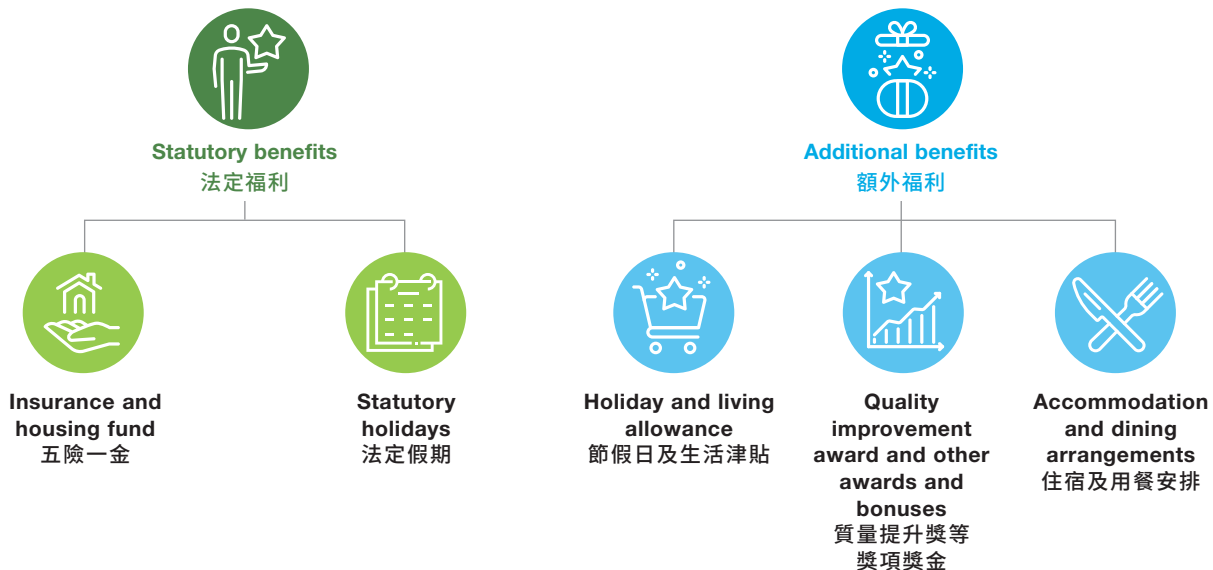 Statutory benefits
法定福利
Additional benefits
額外福利
Insurance and
housing fund
五險一金
Statutory
holidays
法定假期
Holiday and living
allowance
節假日及生活津貼
Quality
improvement
award and other
awards and
bonuses
質量提升獎等
獎項獎金
Accommodation
and dining
arrangements
住宿及用餐安排